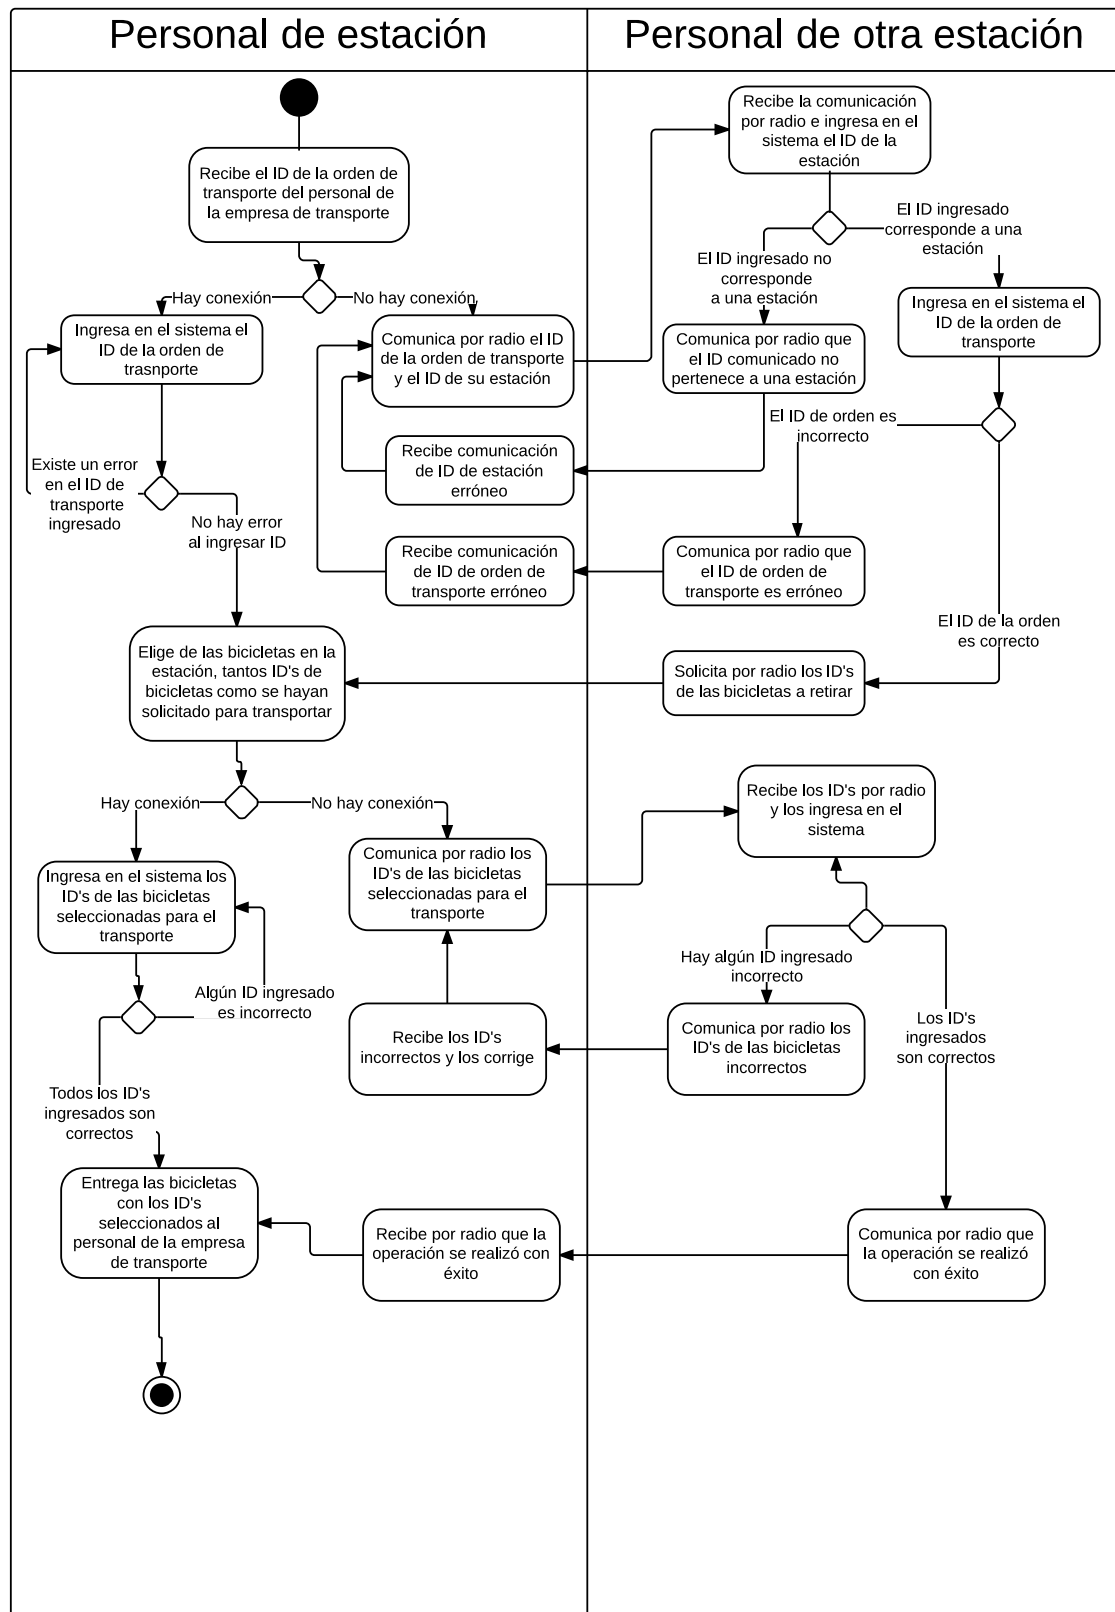 Personal de estación
Personal de otra estación
Recibe el ID de la orden de
transporte del personal de
la empresa de transporte
Recibe la comunicación
por radio e ingresa en el
sistema el ID de la
estación
El ID ingresado
corresponde a una
estación
El ID ingresado no
corresponde
a una estación
Hay conexión
No hay conexión
Ingresa en el sistema el
ID de la orden de
trasnporte
Comunica por radio el ID
de la orden de transporte
y el ID de su estación
Comunica por radio que
el ID comunicado no
pertenece a una estación
Ingresa en el sistema el
ID de la orden de
transporte
El ID de orden es
incorrecto
Existe un error
en el ID de
transporte
ingresado
Recibe comunicación
de ID de estación
erróneo
No hay error
al ingresar ID
Recibe comunicación
de ID de orden de
transporte erróneo
Comunica por radio que
el ID de orden de
transporte es erróneo
El ID de la orden
es correcto
Elige de las bicicletas en la
estación, tantos ID's de
bicicletas como se hayan
solicitado para transportar
Solicita por radio los ID's
de las bicicletas a retirar
Hay conexión
No hay conexión
Recibe los ID's por radio
y los ingresa en el
sistema
Ingresa en el sistema los
ID's de las bicicletas
seleccionadas para el
transporte
Comunica por radio los
ID's de las bicicletas
seleccionadas para el
transporte
Hay algún ID ingresado
incorrecto
Algún ID ingresado
es incorrecto
Recibe los ID's
incorrectos y los corrige
Comunica por radio los
ID's de las bicicletas
incorrectos
Los ID's
ingresados
son correctos
Todos los ID's
ingresados son
correctos
Entrega las bicicletas
con los ID's
seleccionados al
personal de la empresa
de transporte
Recibe por radio que la
operación se realizó con
éxito
Comunica por radio que
la operación se realizó
con éxito